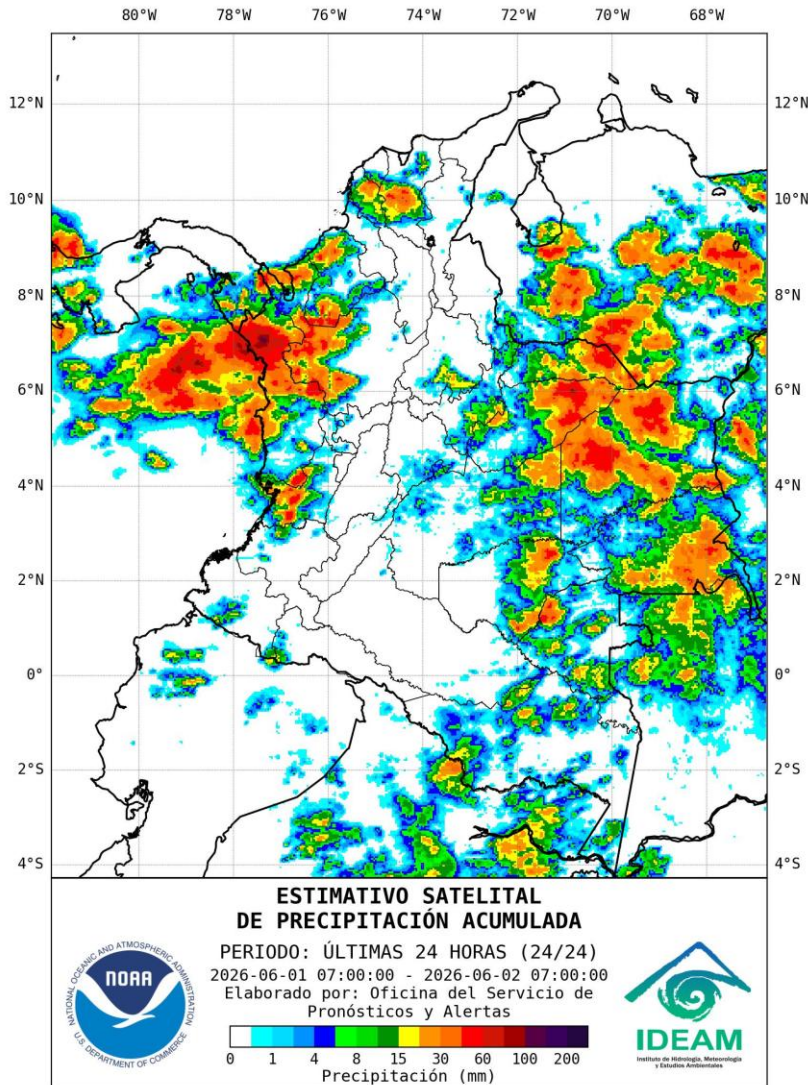 80°W 78°W 76°W 74°W 72°W 70°W 68°W
12°N 12°N
10°N 10°N
8°N 8°N
6°N 6°N
4°N 4°N
2°N 2°N
0° 0°
2°S 2°S
4°S 4°S
ESTIMATIVO SATELITAL
DE PRECIPITACIÓN ACUMULADA
PERIODO: ÚLTIMAS 24 HORAS (24/24)
2026-06-01 07:00:00 - 2026-06-02 07:00:00
Elaborado por: Oficina del Servicio de
Pronósticos y Alertas
0 1 4 8 15 30 60 100 200
Precipitación (mm)
NATIONAL OCEANIC AND ATMOSPHERIC ADMINISTRATION
NOAA
U.S. DEPARTMENT OF COMMERCE
IDEAM
Instituto de Hidrología, Meteorología
y Estudios Ambientales